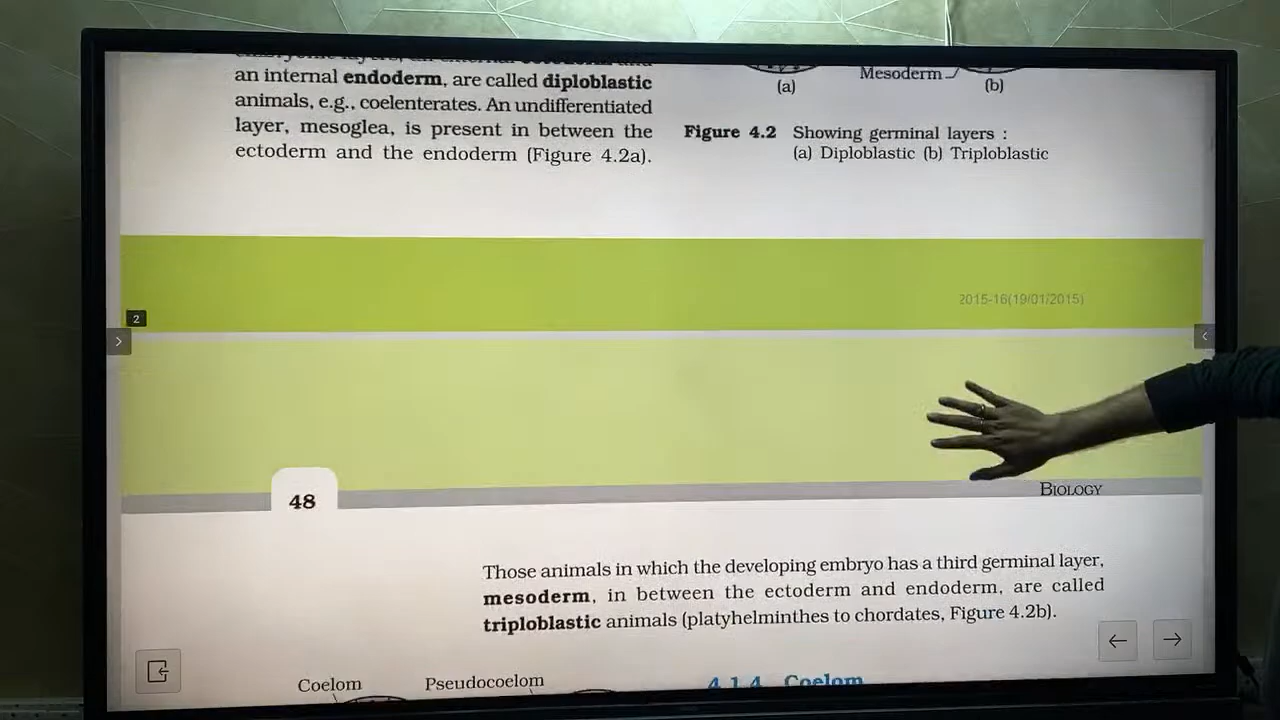 an internal endoderm, are called diploblastic
animals, e.g., coelenterates. An undifferentiated
layer, mesoglea, is present in between the
ectoderm and the endoderm (Figure 4.2a).
Mesoderm
(a)
(b)
Figure 4.2 Showing germinal layers :
(a) Diploblastic (b) Triploblastic
2015-16(19/01/2015)
2
48
BIOLOGY
Those animals in which the developing embryo has a third germinal layer,
mesoderm, in between the ectoderm and endoderm, are called
triploblastic animals (platyhelminthes to chordates, Figure 4.2b).
Coelom
Pseudocoelom
4.1.4 Coelom